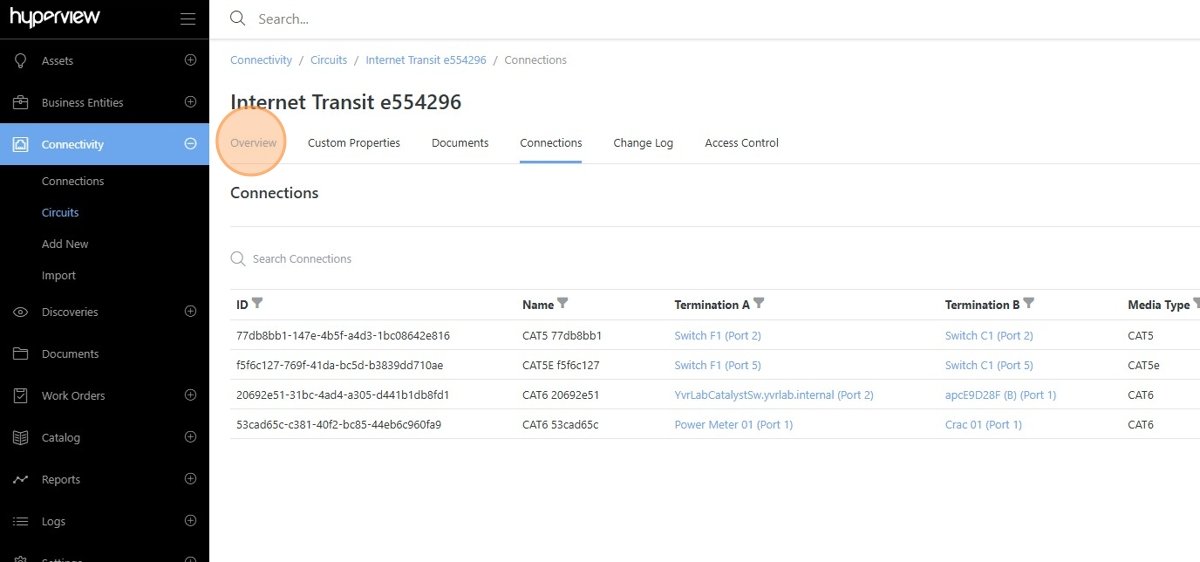 hyperview
Search...
Assets
Business Entities
Connectivity
Connections
Circuits
Add New
Import
Discoveries
Documents
Work Orders
Catalog
Reports
Logs
Settings
Connectivity / Circuits / Internet Transit e554296 / Connections
Internet Transit e554296
Overview Custom Properties Documents Connections Change Log Access Control
Connections
Search Connections
ID Name Termination A Termination B Media Type
77db8bb1-147e-4b5f-a4d3-1bc08642e816 CAT5 77db8bb1 Switch F1 (Port 2) Switch C1 (Port 2) CAT5
f5f6c127-769f-41da-bc5d-b3839dd710ae CAT5E f5f6c127 Switch F1 (Port 5) Switch C1 (Port 5) CAT5e
20692e51-31bc-4ad4-a305-d441b1db8fd1 CAT6 20692e51 YvrLabCatalystSw.yvrlab.internal (Port 2) apcE9D28F (B) (Port 1) CAT6
53cad65c-c381-40f2-bc85-44eb6c960fa9 CAT6 53cad65c Power Meter 01 (Port 1) Crac 01 (Port 1) CAT6